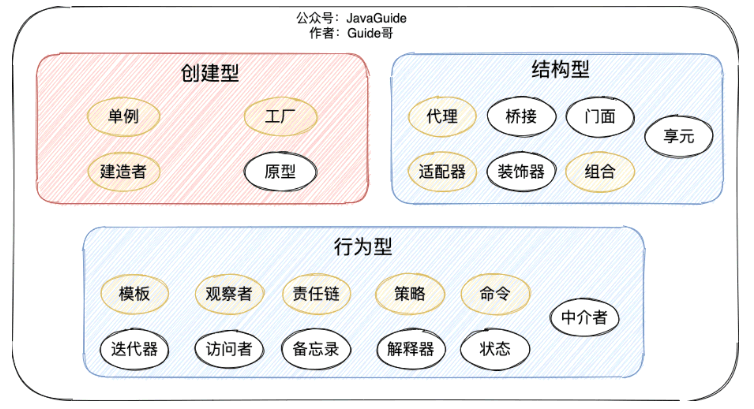 公众号：JavaGuide
作者：Guide哥
创建型
单例
工厂
建造者
原型
结构型
代理
桥接
门面
享元
适配器
装饰器
组合
行为型
模板
观察者
责任链
策略
命令
中介者
迭代器
访问者
备忘录
解释器
状态